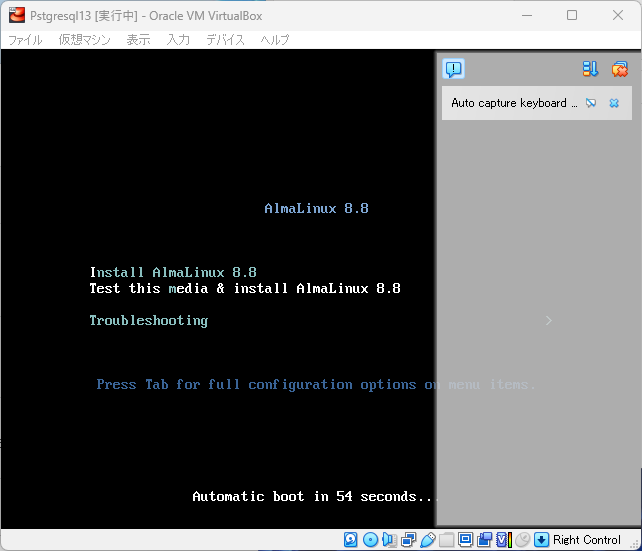 Pstgresql13 [実行中] - Oracle VM VirtualBox
ファイル 仮想マシン 表示 入力 デバイス ヘルプ
Auto capture keyboard ...
AlmaLinux 8.8
Install AlmaLinux 8.8
Test this media & install AlmaLinux 8.8
Troubleshooting
Press Tab for full configuration options on menu items.
Automatic boot in 54 seconds...
Right Control